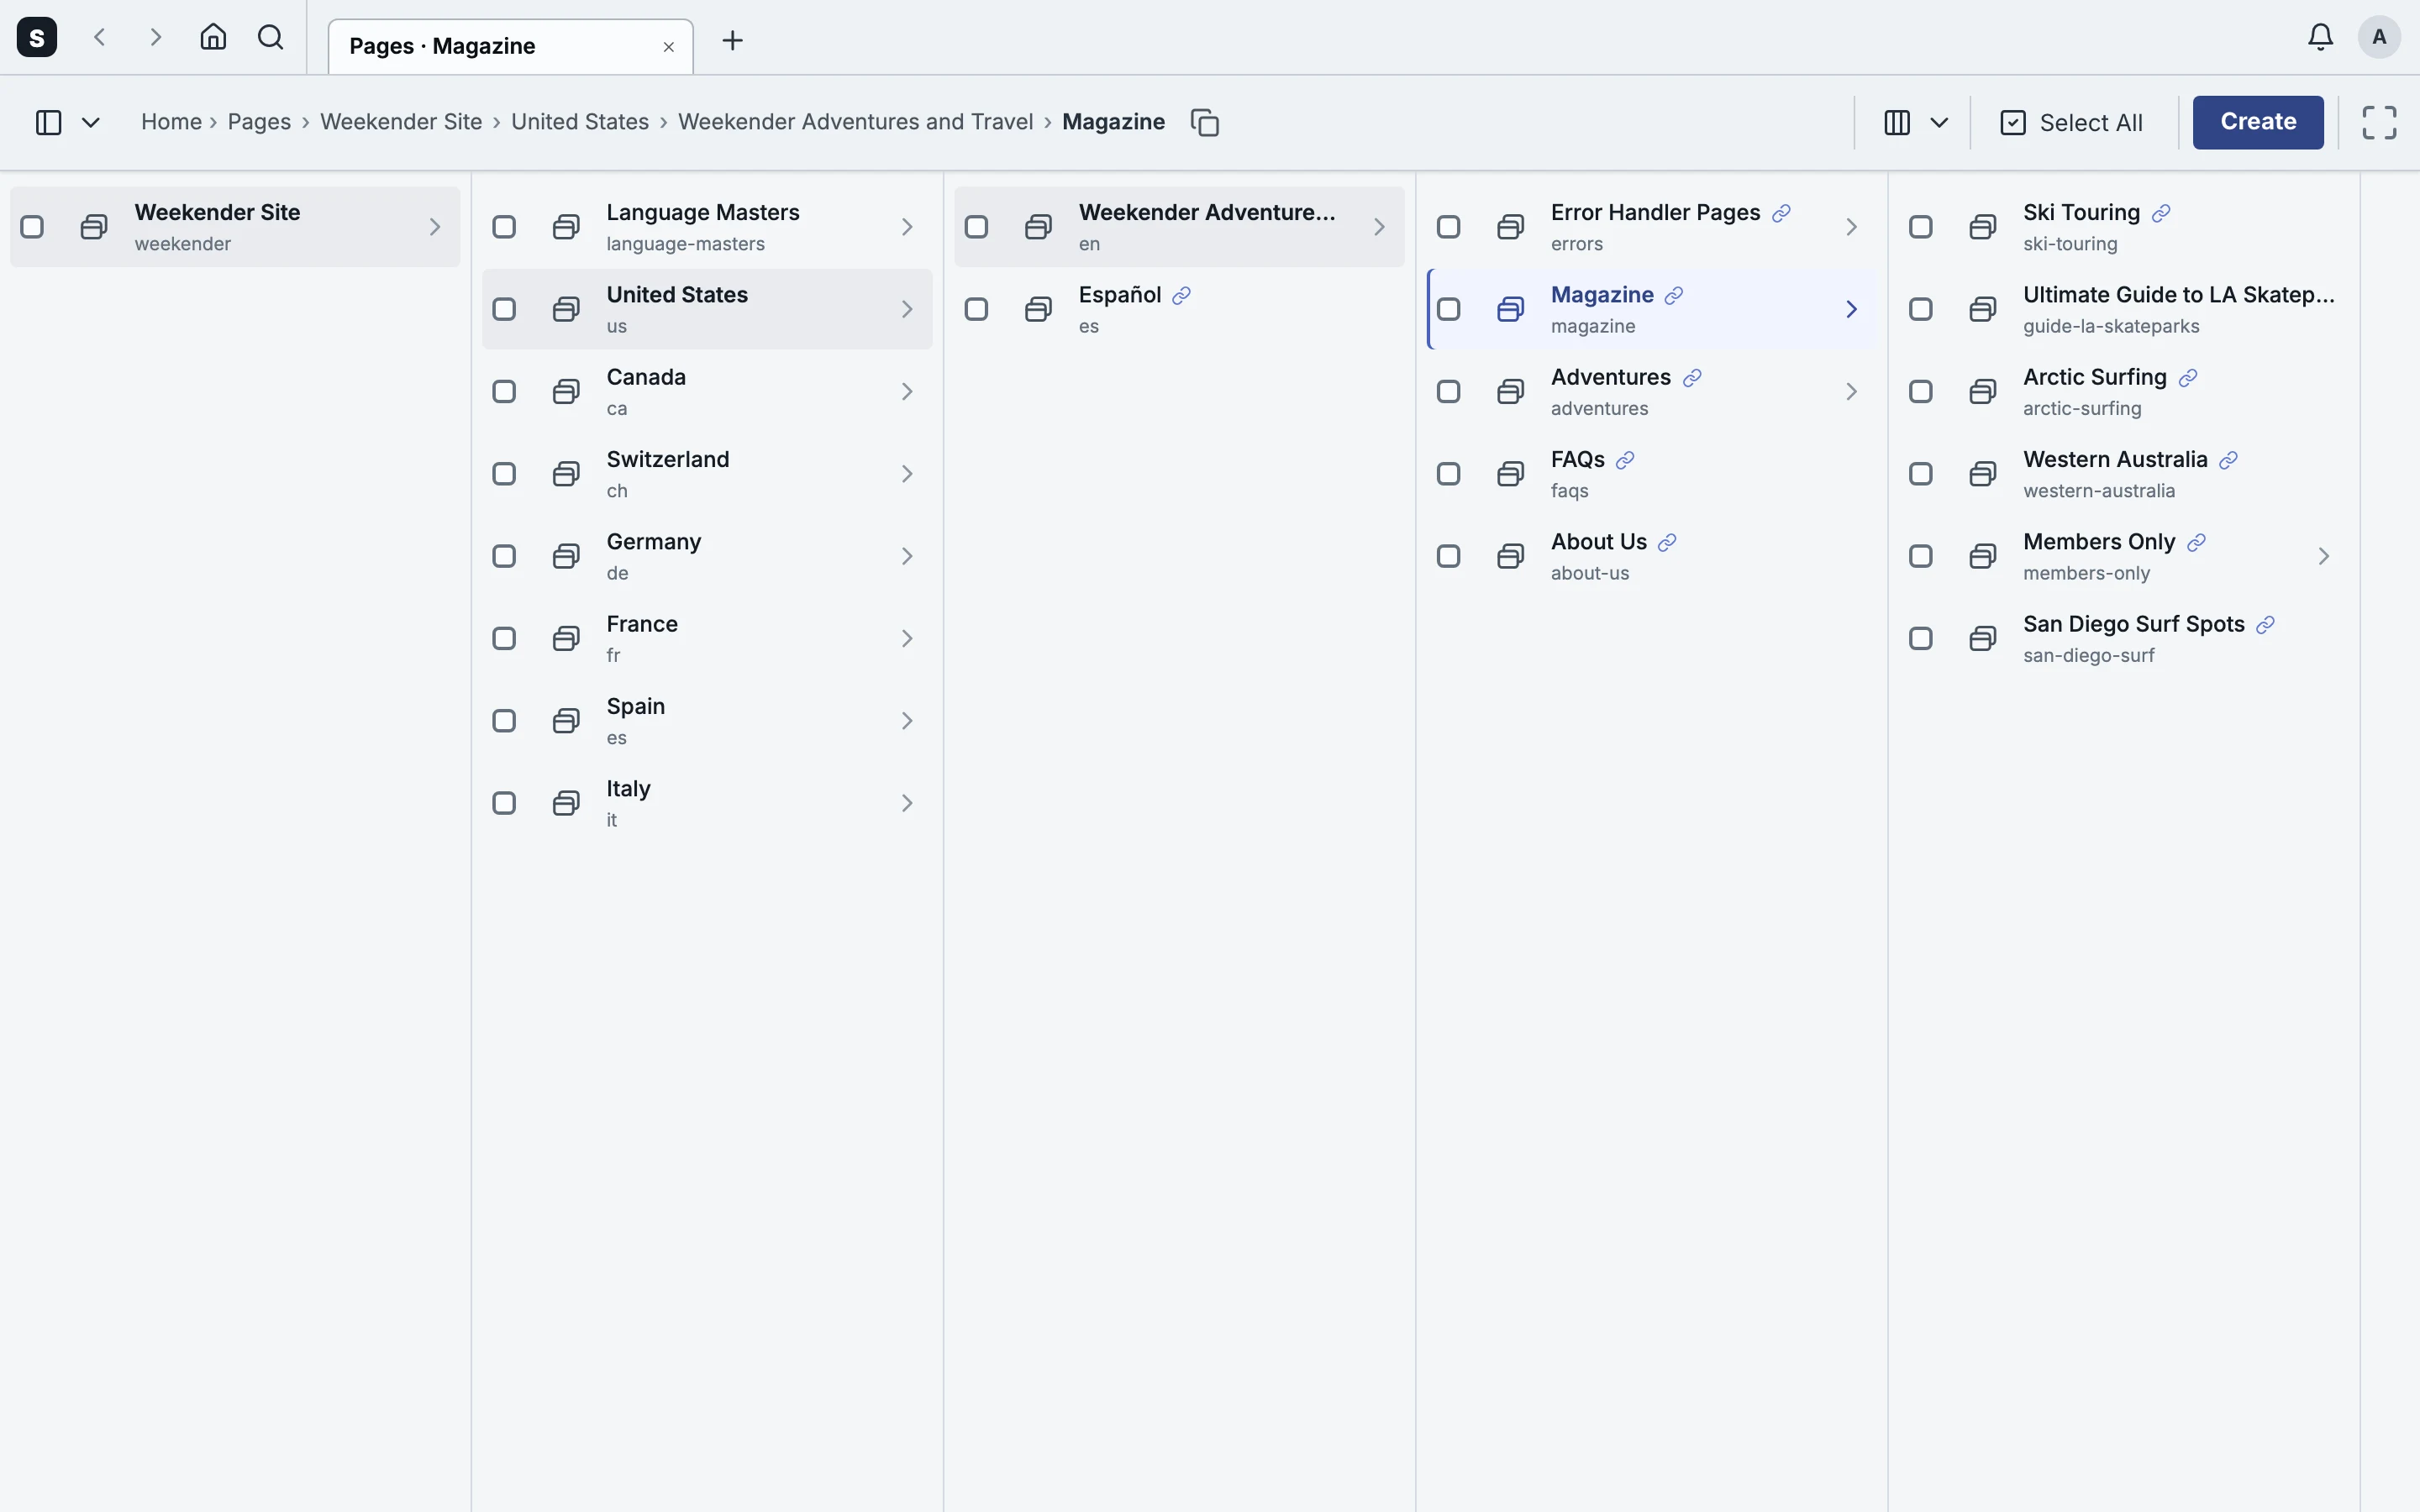 S
Pages · Magazine
A
Home › Pages › Weekender Site › United States › Weekender Adventures and Travel › Magazine
Select All
Create
Weekender Site
weekender
Language Masters
language-masters
United States
us
Canada
ca
Switzerland
ch
Germany
de
France
fr
Spain
es
Italy
it
Weekender Adventure...
en
Español
es
Error Handler Pages
errors
Magazine
magazine
Adventures
adventures
FAQs
faqs
About Us
about-us
Ski Touring
ski-touring
Ultimate Guide to LA Skatep...
guide-la-skateparks
Arctic Surfing
arctic-surfing
Western Australia
western-australia
Members Only
members-only
San Diego Surf Spots
san-diego-surf